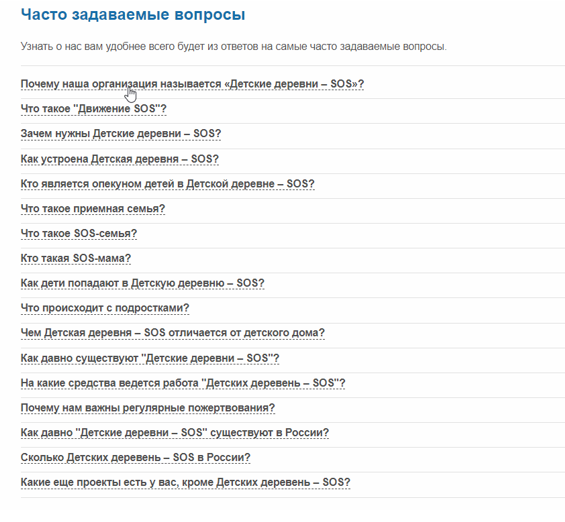 Часто задаваемые вопросы
Узнать о нас вам удобнее всего будет из ответов на самые часто задаваемые вопросы.
Почему наша организация называется «Детские деревни – SOS»?
Что такое "Движение SOS"?
Зачем нужны Детские деревни – SOS?
Как устроена Детская деревня – SOS?
Кто является опекуном детей в Детской деревне – SOS?
Что такое приемная семья?
Что такое SOS-семья?
Кто такая SOS-мама?
Как дети попадают в Детскую деревню – SOS?
Что происходит с подростками?
Чем Детская деревня – SOS отличается от детского дома?
Как давно существуют "Детские деревни – SOS"?
На какие средства ведется работа "Детских деревень – SOS"?
Почему нам важны регулярные пожертвования?
Как давно "Детские деревни – SOS" существуют в России?
Сколько Детских деревень – SOS в России?
Какие еще проекты есть у вас, кроме Детских деревень – SOS?